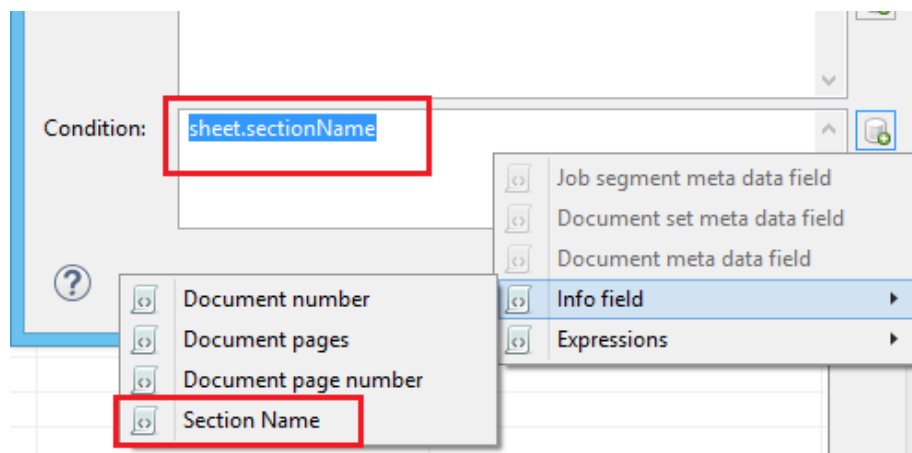 Condition:
sheet.sectionName
Job segment meta data field
Document set meta data field
Document meta data field
Info field
Expressions
?
Document number
Document pages
Document page number
Section Name